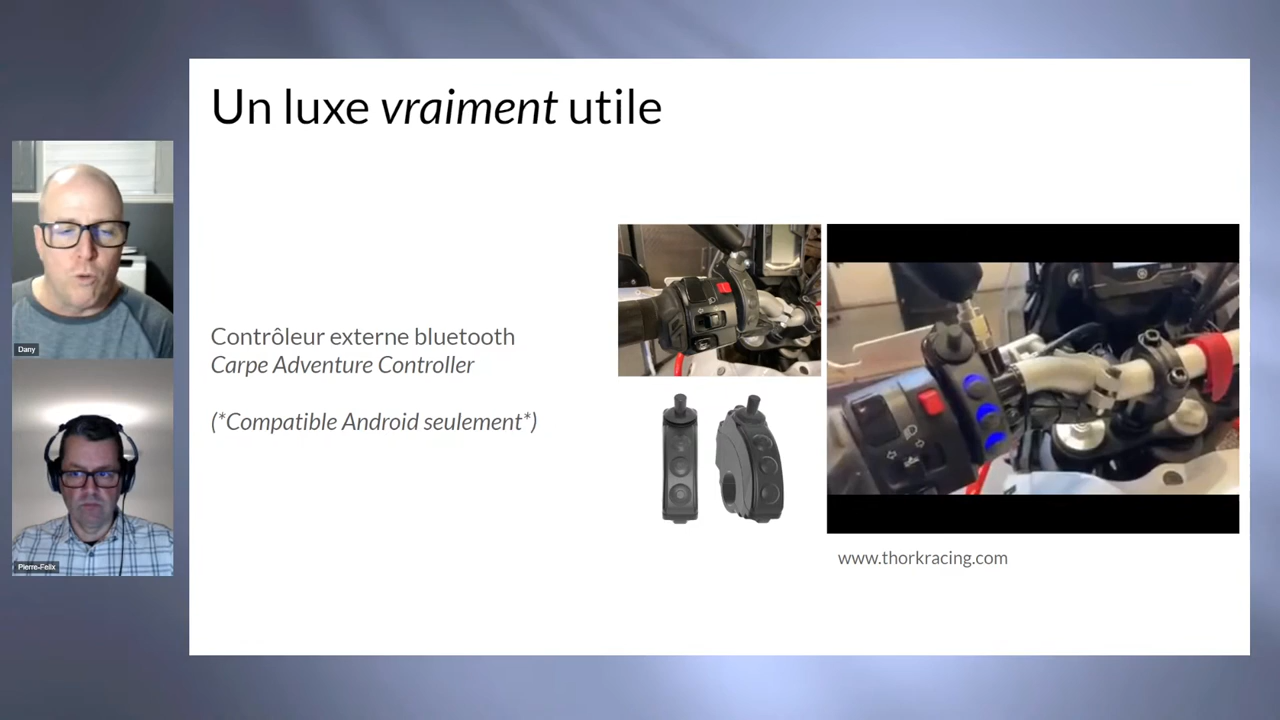 Un luxe vraiment utile
Contrôleur externe bluetooth
Carpe Adventure Controller
(*Compatible Android seulement*)
www.thorkracing.com
Dany
Pierre-Felix